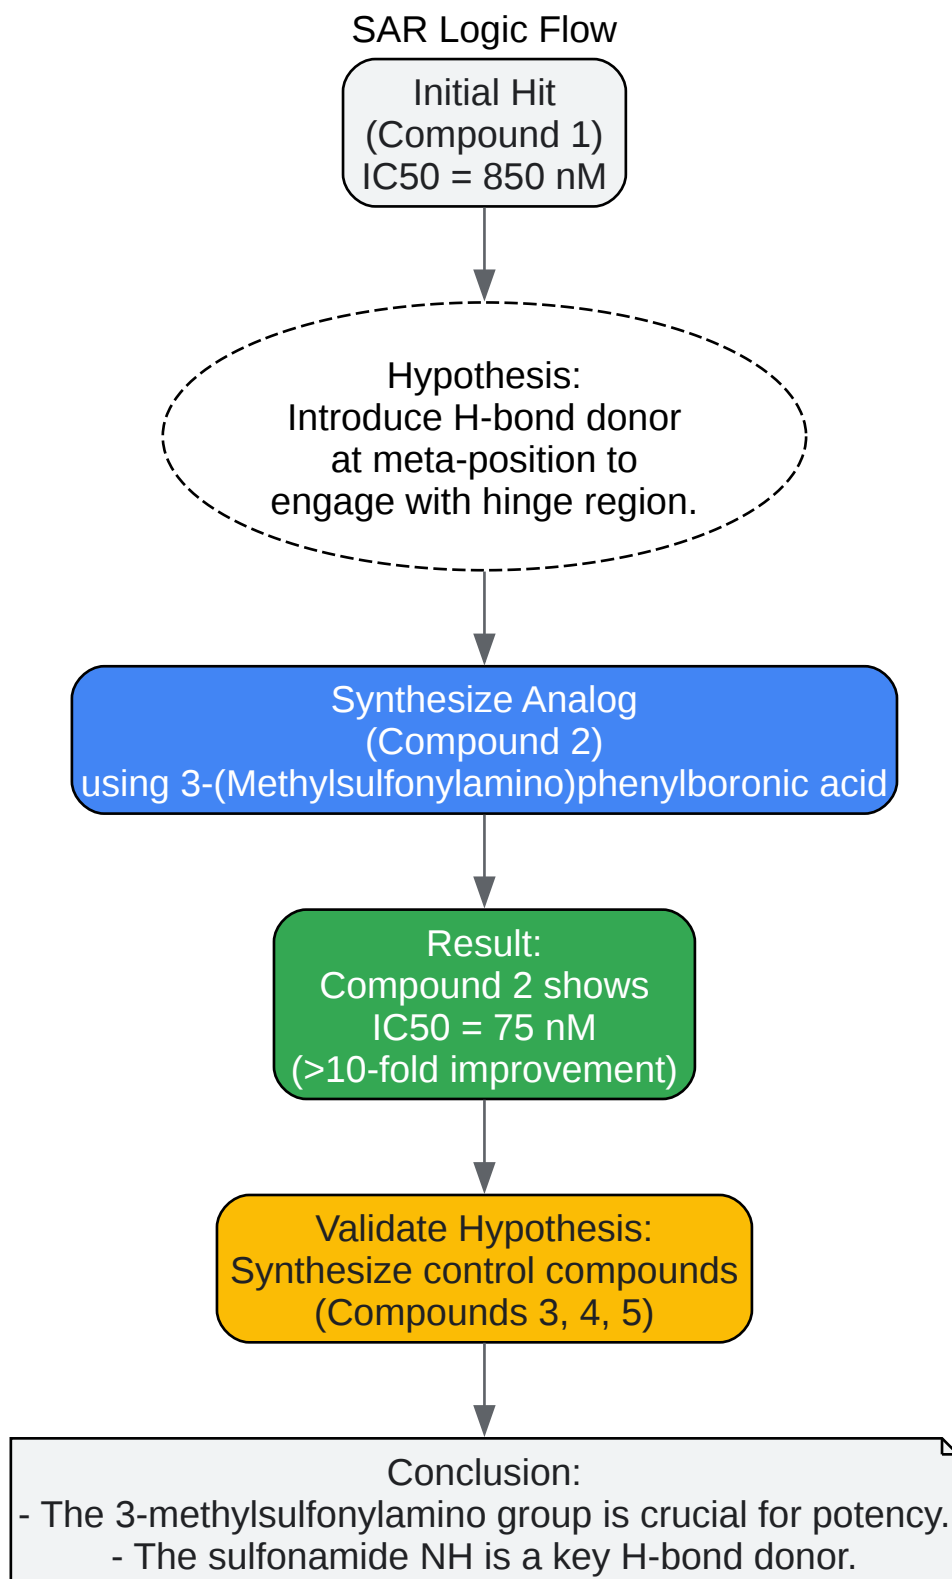 SAR Logic Flow
Initial Hit
(Compound 1)
IC50 = 850 nM
Hypothesis:
Introduce H-bond donor
at meta-position to
engage with hinge region.
Synthesize Analog
(Compound 2)
using 3-(Methylsulfonylamino)phenylboronic acid
Result:
Compound 2 shows
IC50 = 75 nM
(>10-fold improvement)
Validate Hypothesis:
Synthesize control compounds
(Compounds 3, 4, 5)
Conclusion:
- The 3-methylsulfonylamino group is crucial for potency.
- The sulfonamide NH is a key H-bond donor.